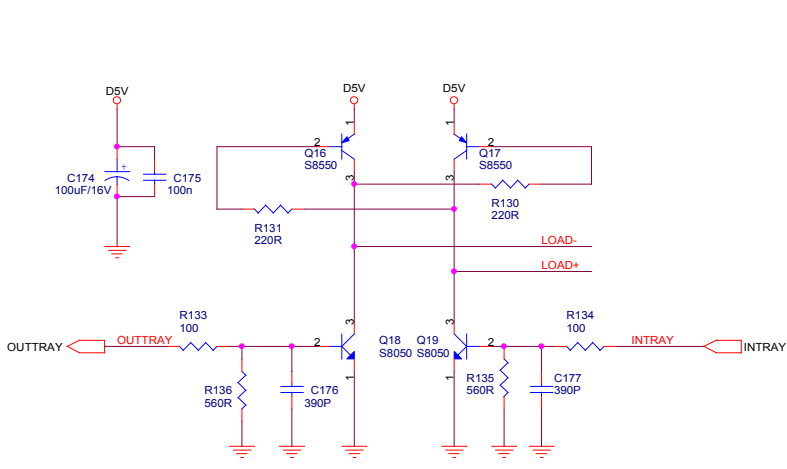 D5V
D5V
D5V
1
1
2
2
Q16
S8550
Q17
S8550
+
C174
100uF/16V
C175
100n
3
3
R130
220R
R131
220R
LOAD-
LOAD+
R133
100
R134
100
3
3
OUTTRAY
OUTTRAY
2
Q18
S8050
Q19
S8050
2
INTRAY
INTRAY
1
1
R136
560R
C176
390P
R135
560R
C177
390P